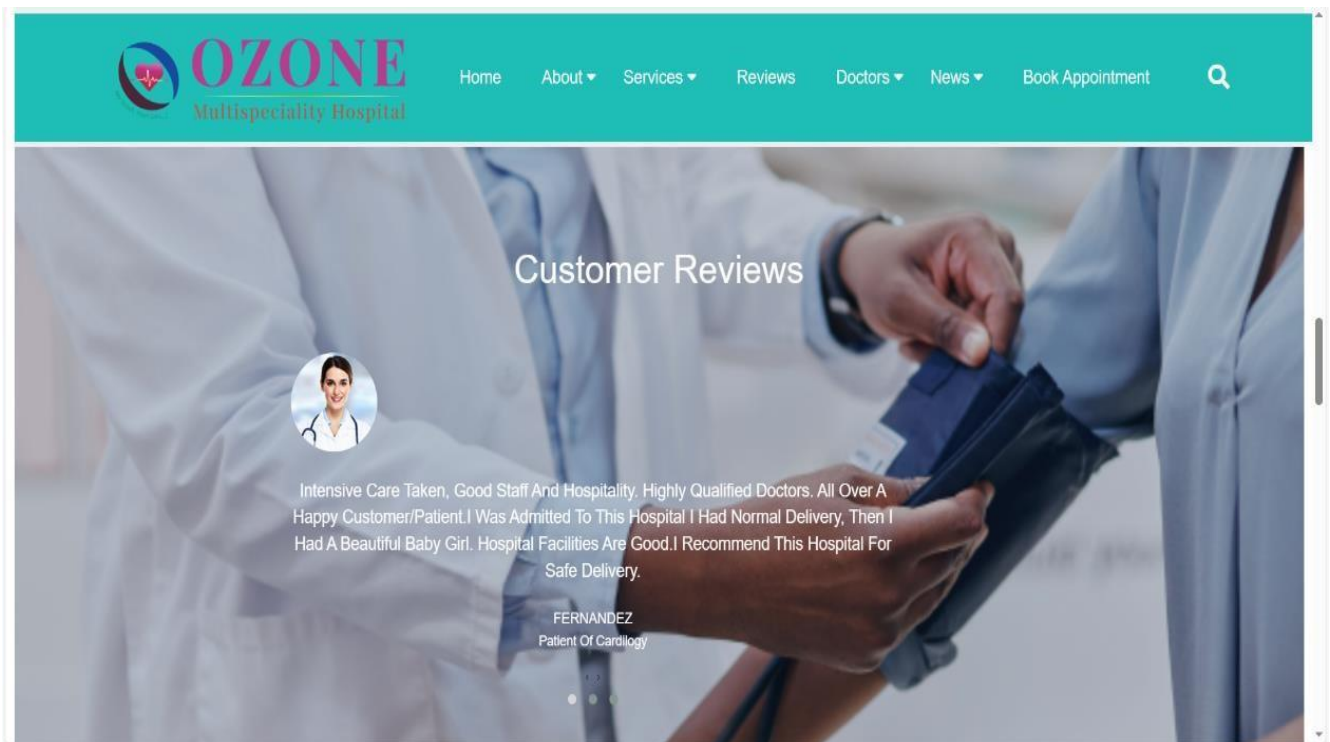 OZONE
Multispeciality Hospital
Home About Services Reviews Doctors News Book Appointment
Customer Reviews
Intensive Care Taken, Good Staff And Hospitality. Highly Qualified Doctors. All Over A
Happy Customer/Patient.I Was Admitted To This Hospital I Had Normal Delivery, Then I
Had A Beautiful Baby Girl. Hospital Facilities Are Good.I Recommend This Hospital For
Safe Delivery.
FERNANDEZ
Patient Of Cardilogy